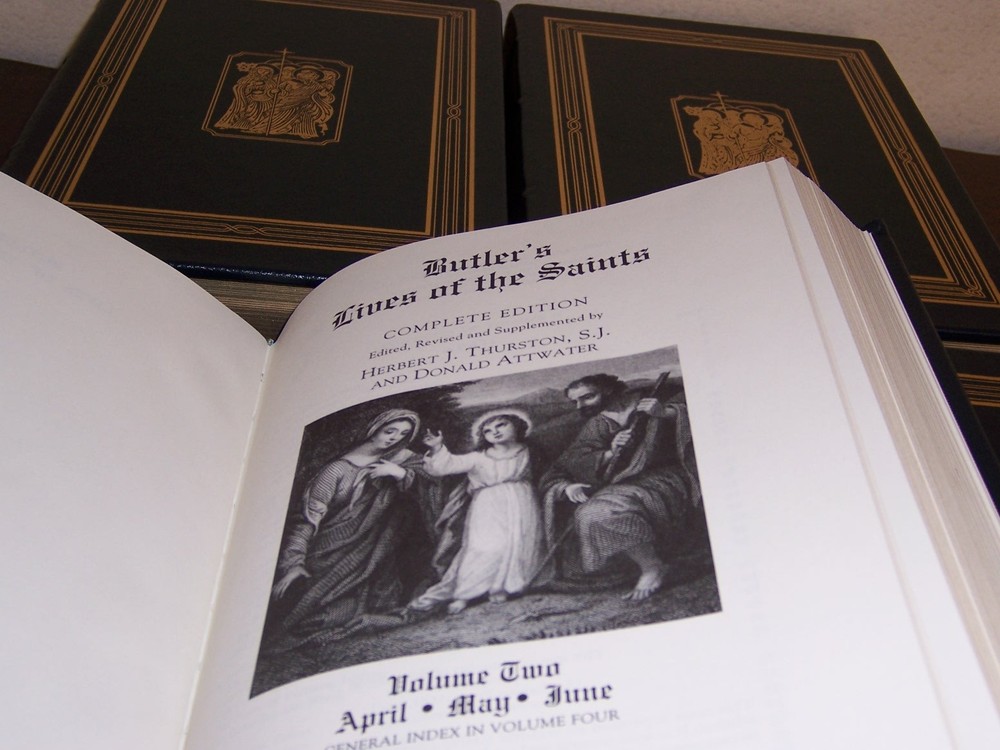 Butler's
Lives of the Saints
COMPLETE EDITION
Edited, Revised and Supplemented by
HERBERT J. THURSTON, S.J.
AND DONALD ATTWATER
Volume Two
April • May • June
GENERAL INDEX IN VOLUME FOUR